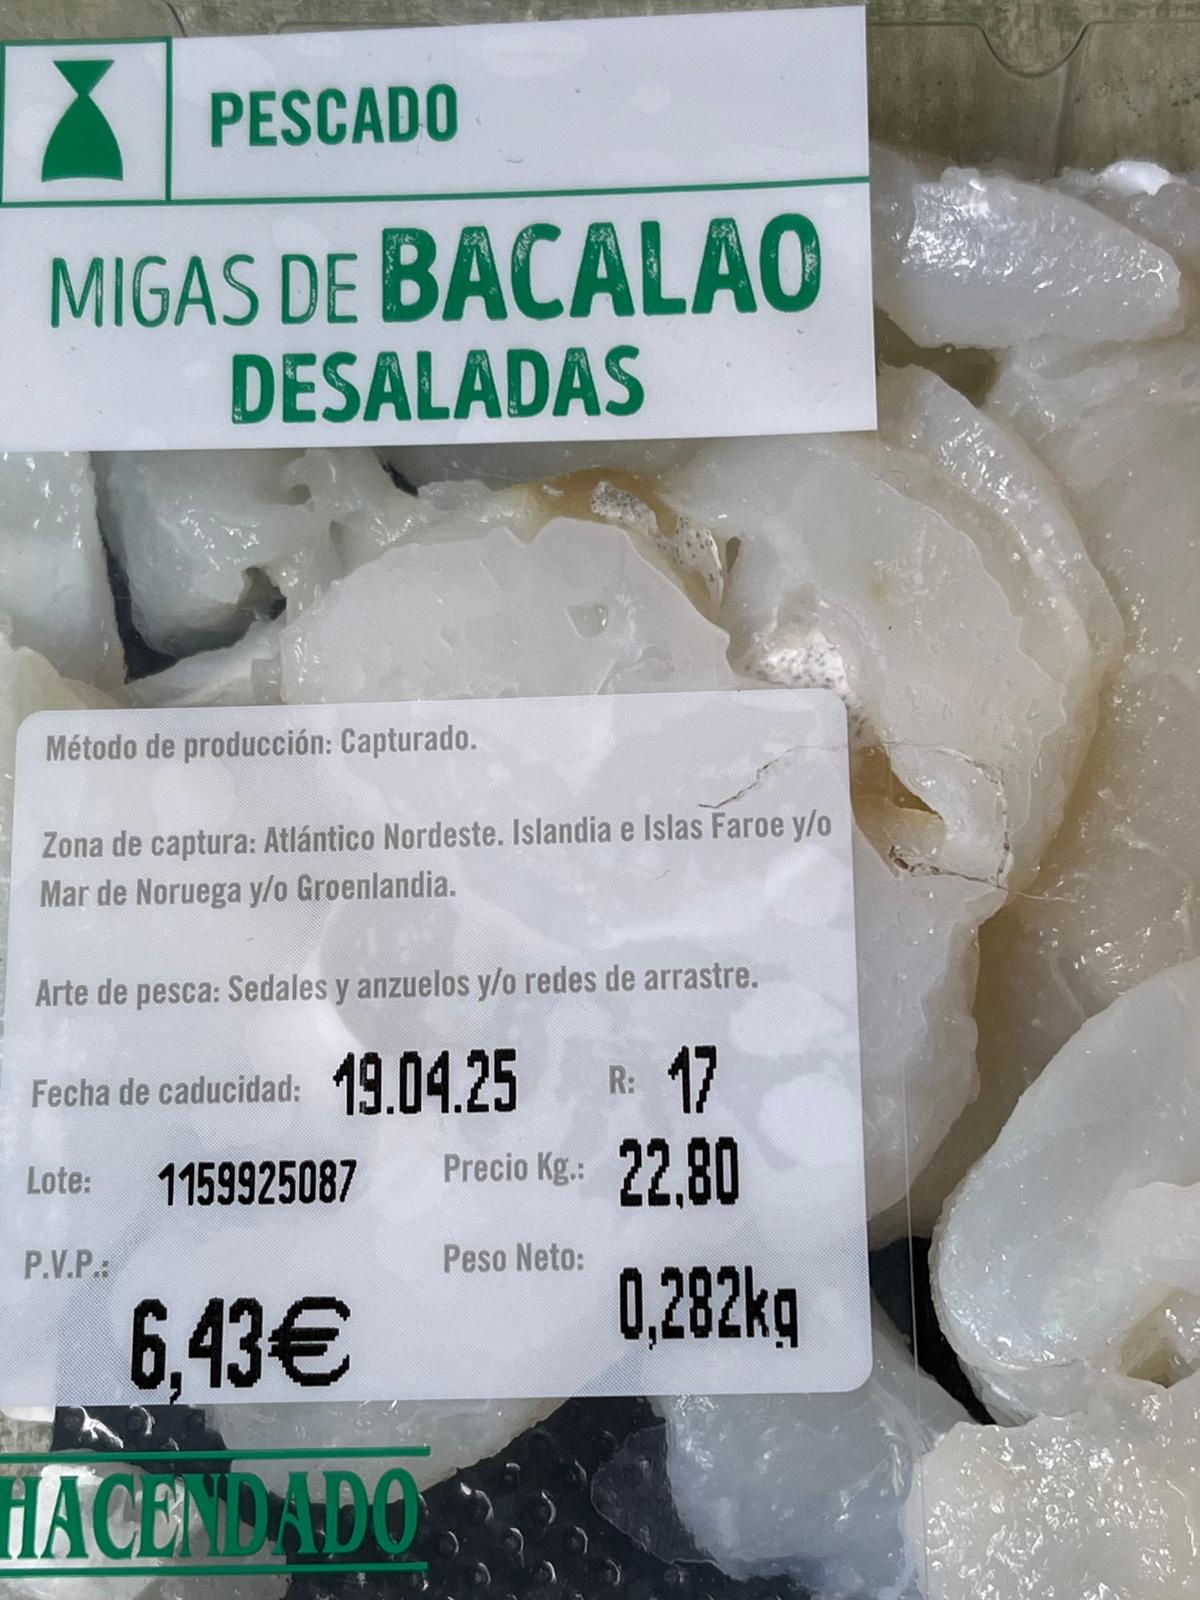 PESCADO
MIGAS DE BACALAO
DESALADAS
Método de producción: Capturado.
Zona de captura: Atlántico Nordeste. Islandia e Islas Faroe y/o
Mar de Noruega y/o Groenlandia.
Arte de pesca: Sedales y anzuelos y/o redes de arrastre.
Fecha de caducidad: 19.04.25 R: 17
Lote: 1159925087 Precio Kg.: 22,80
P.V.P.: 6,43€ Peso Neto: 0,282kg
HACENDADO